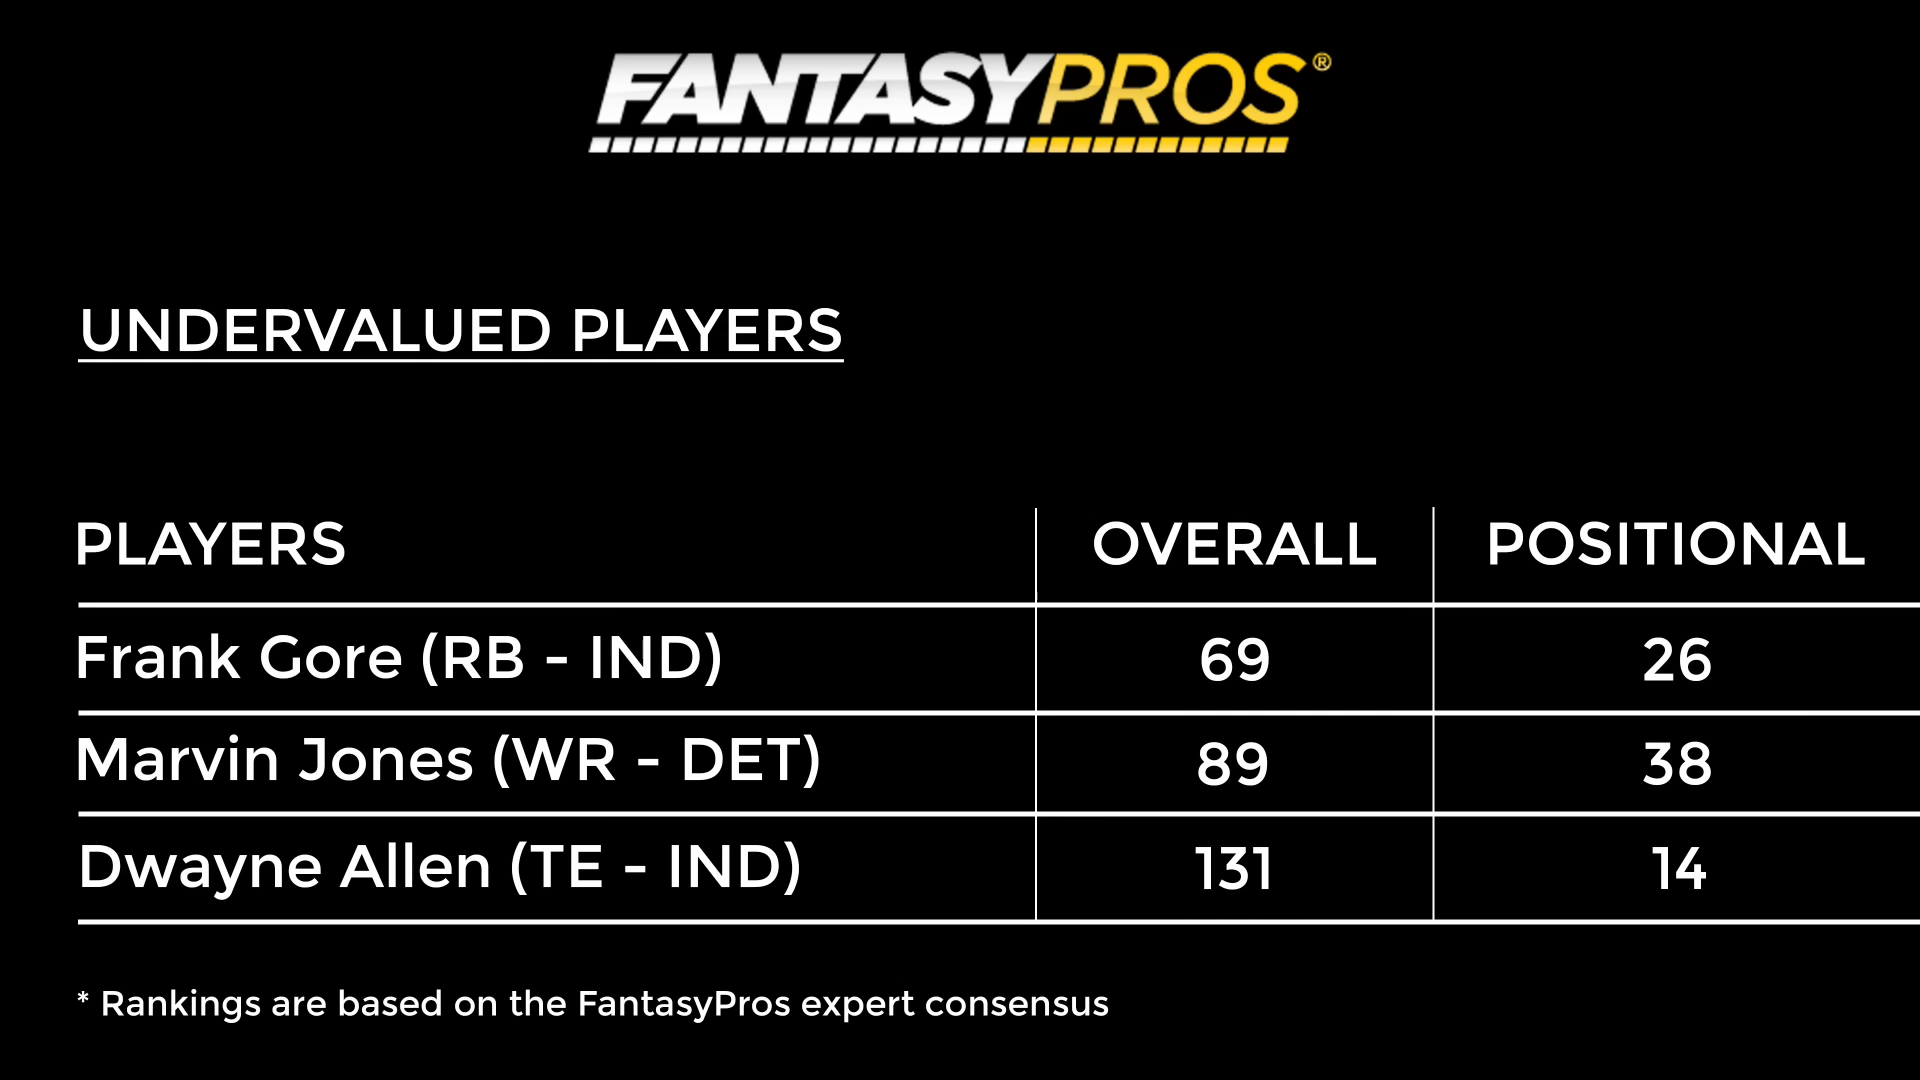 FANTASYPROS®
UNDERVALUED PLAYERS
PLAYERS OVERALL POSITIONAL
Frank Gore (RB - IND) 69 26
Marvin Jones (WR - DET) 89 38
Dwayne Allen (TE - IND) 131 14
* Rankings are based on the FantasyPros expert consensus